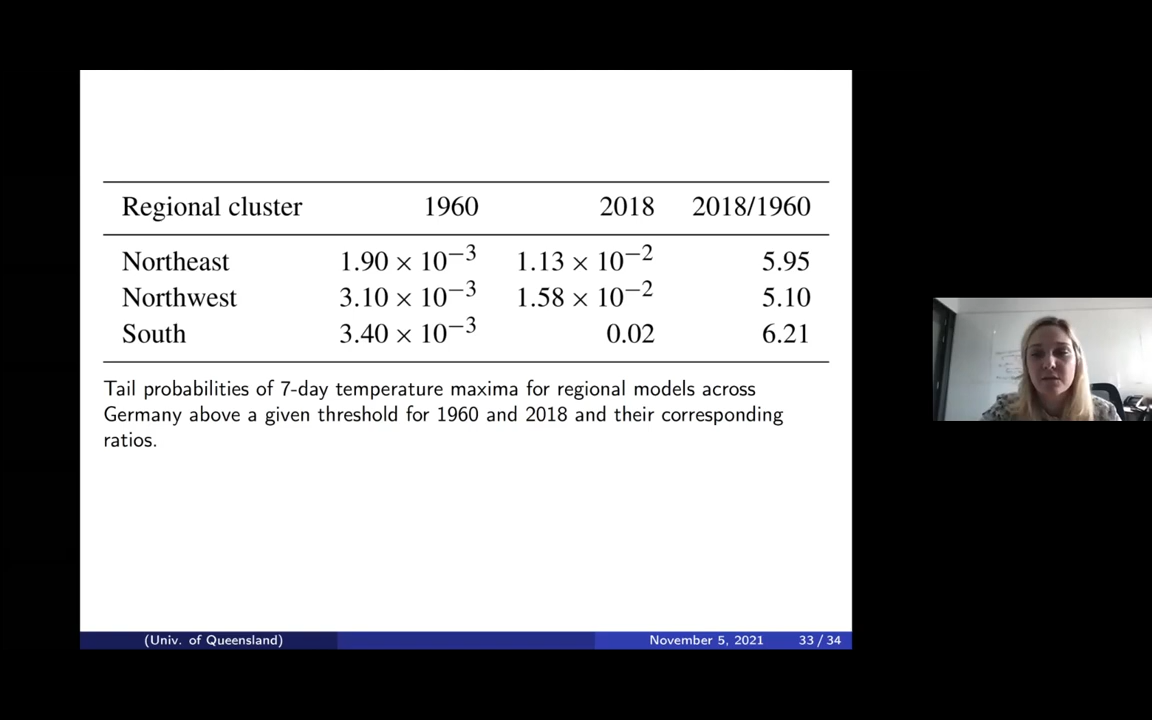 Regional cluster 1960 2018 2018/1960
Northeast 1.90 × 10⁻³ 1.13 × 10⁻² 5.95
Northwest 3.10 × 10⁻³ 1.58 × 10⁻² 5.10
South 3.40 × 10⁻³ 0.02 6.21
Tail probabilities of 7-day temperature maxima for regional models across
Germany above a given threshold for 1960 and 2018 and their corresponding
ratios.
(Univ. of Queensland) November 5, 2021 33 / 34